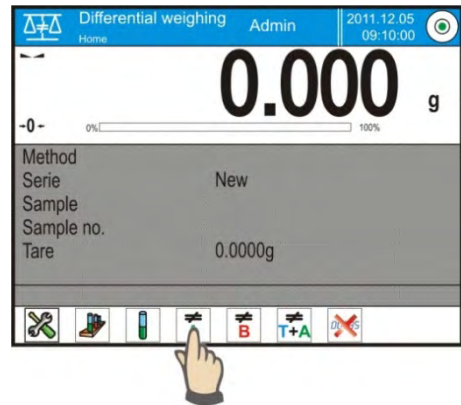 Differential weighing Admin 2011.12.05
Home 09:10:00
0.000 g
-0- 0% 100%
Method
Serie New
Sample
Sample no.
Tare 0.0000g
B T+A